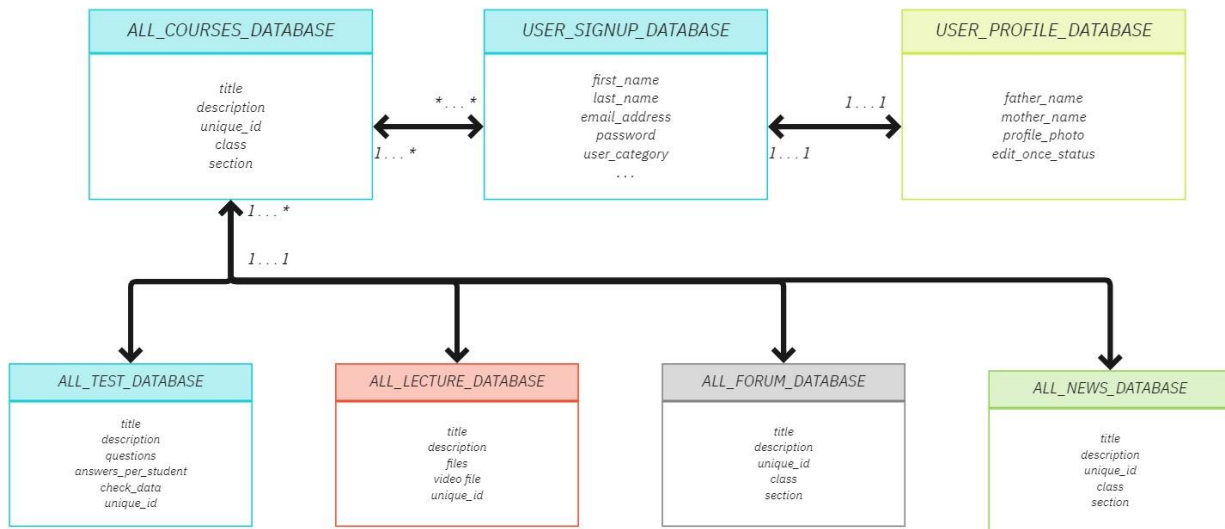 ALL_COURSES_DATABASE
title
description
unique_id
class
section
*...*
1...*
USER_SIGNUP_DATABASE
first_name
last_name
email_address
password
user_category
...
1...1
1...1
USER_PROFILE_DATABASE
father_name
mother_name
profile_photo
edit_once_status
1...*
1...1
ALL_TEST_DATABASE
title
description
questions
answers_per_student
check_data
unique_id
ALL_LECTURE_DATABASE
title
description
files
video file
unique_id
ALL_FORUM_DATABASE
title
description
unique_id
class
section
ALL_NEWS_DATABASE
title
description
unique_id
class
section